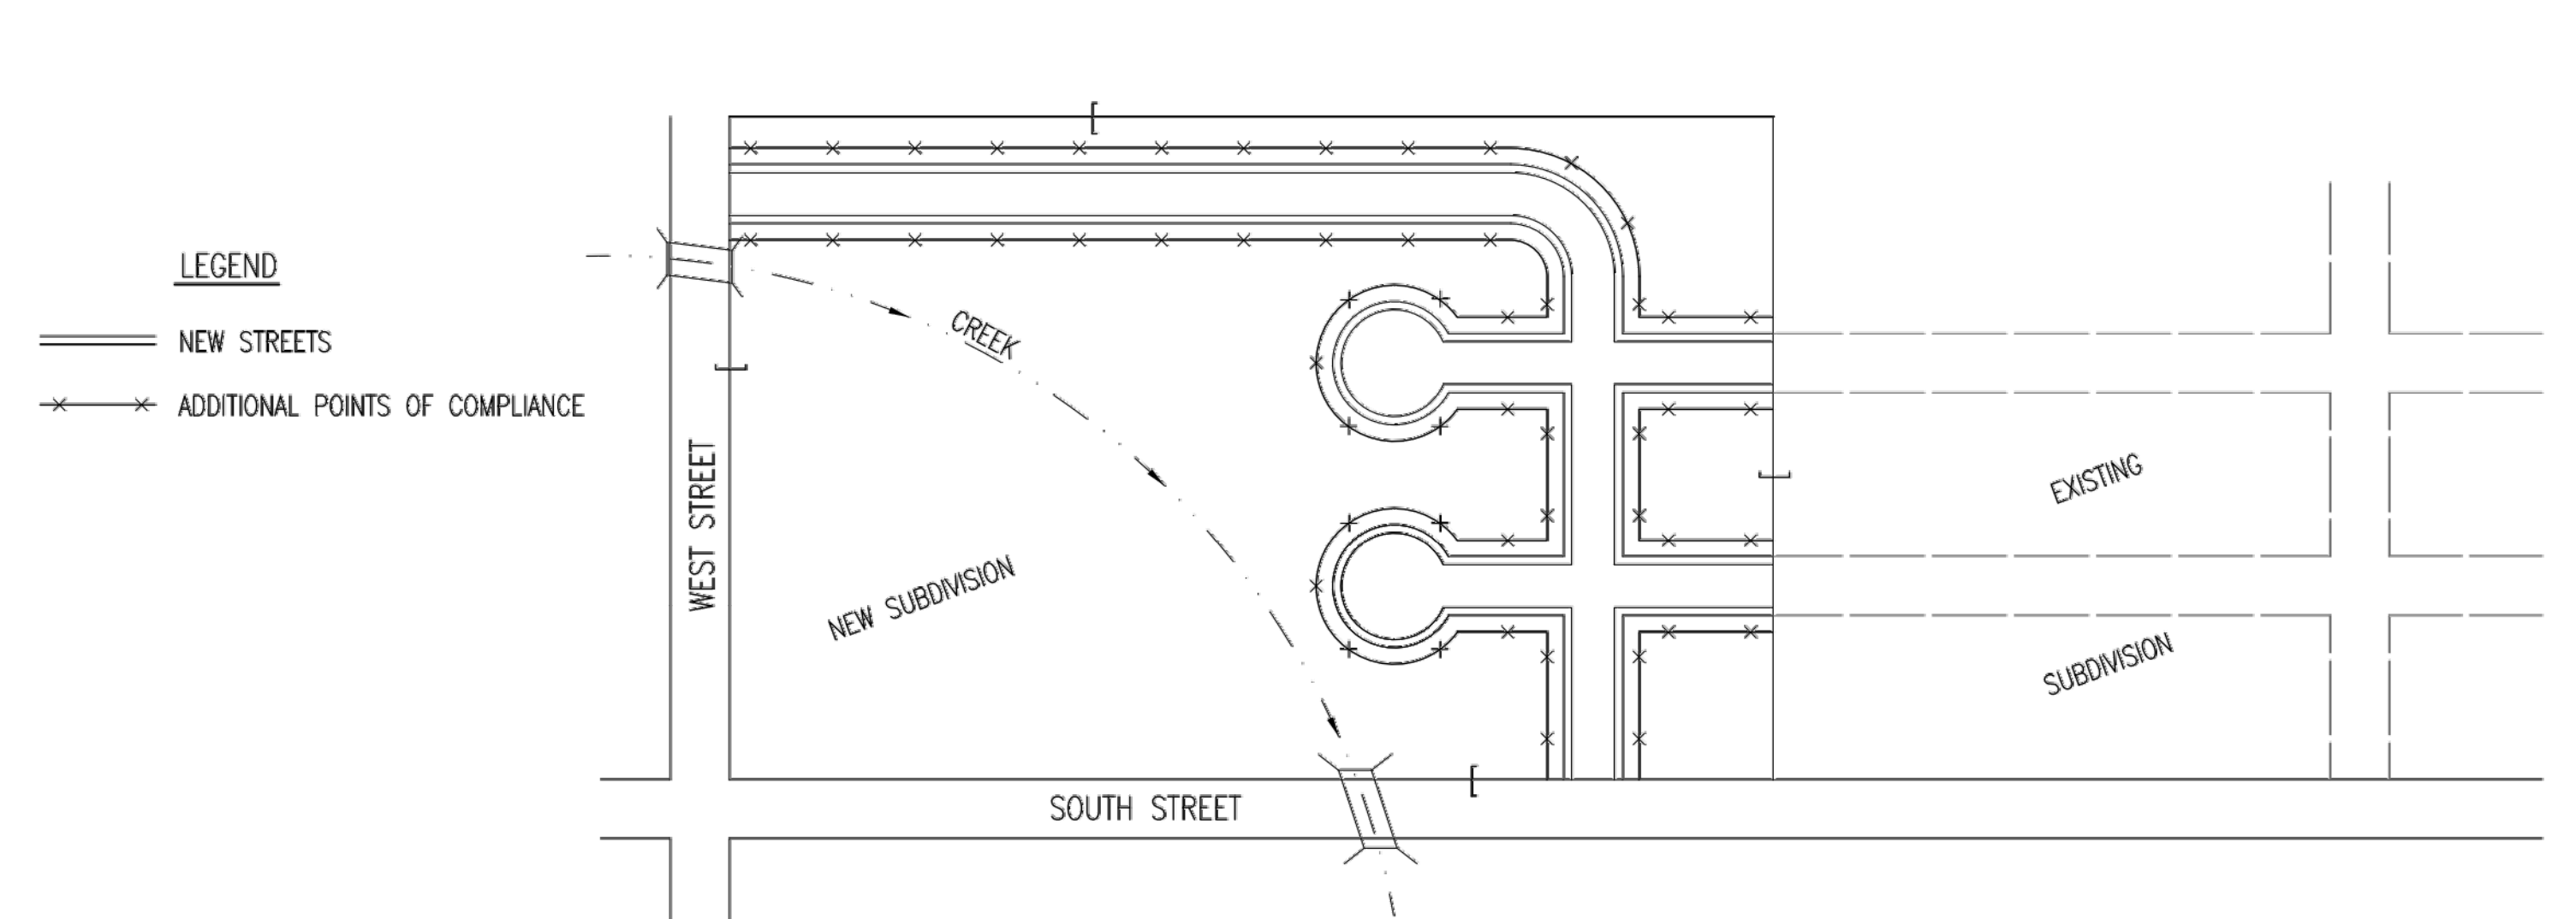 LEGEND
NEW STREETS
ADDITIONAL POINTS OF COMPLIANCE
WEST STREET
CREEK
NEW SUBDIVISION
SOUTH STREET
EXISTING
SUBDIVISION